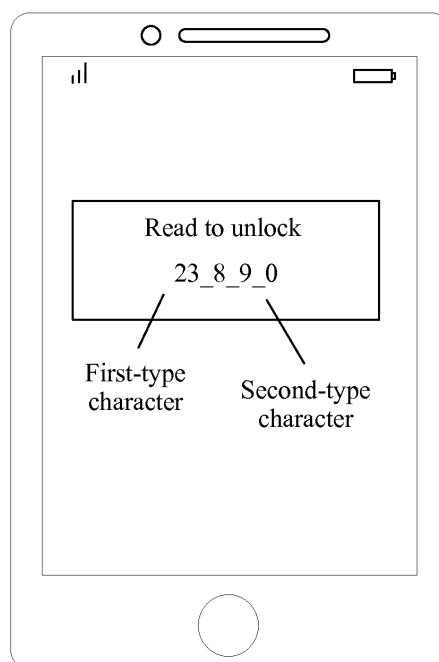 Read to unlock
23_8_9_0
First-type
character
Second-type
character